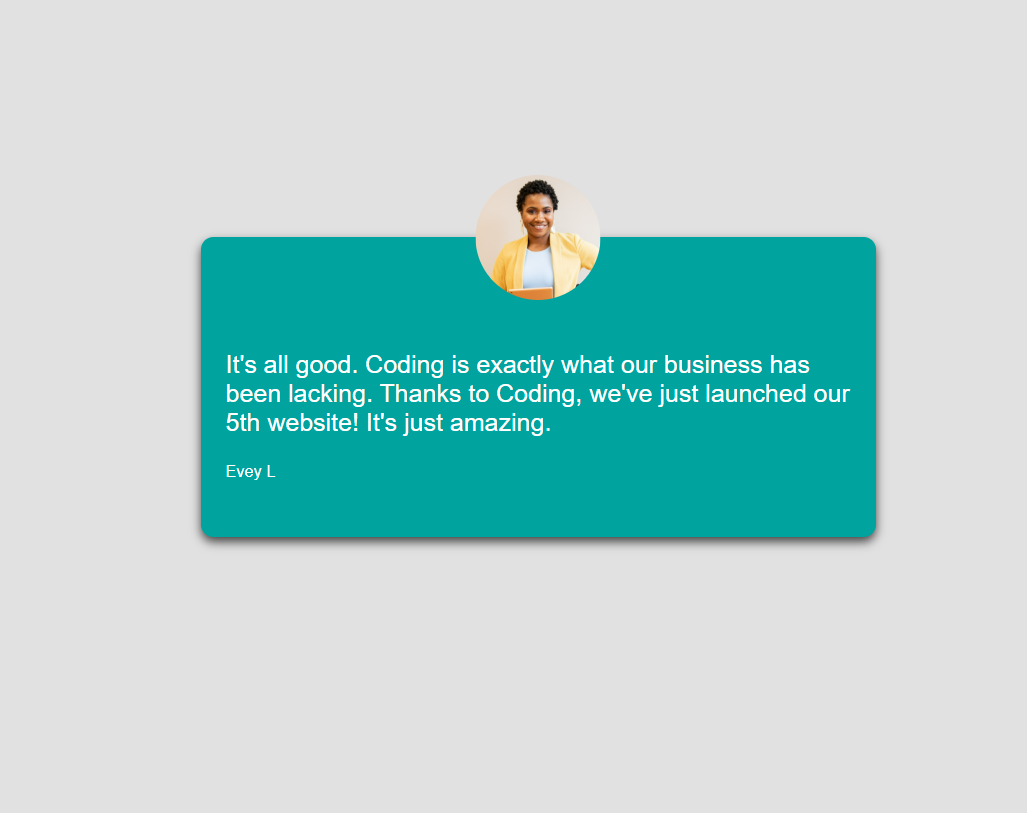 It's all good. Coding is exactly what our business has
been lacking. Thanks to Coding, we've just launched our
5th website! It's just amazing.
Evey L